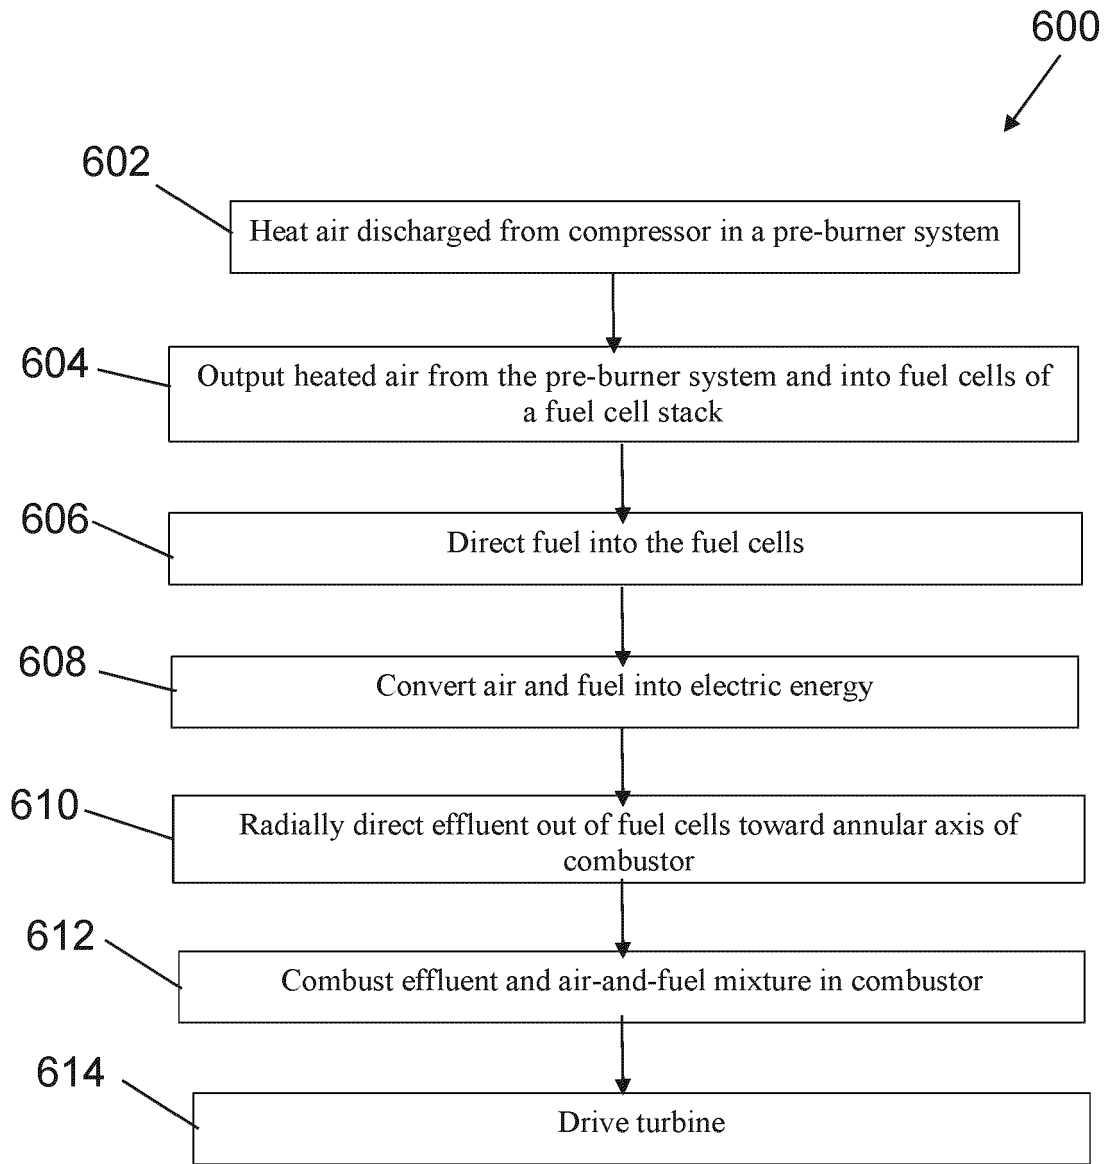 600
602
Heat air discharged from compressor in a pre-burner system
604
Output heated air from the pre-burner system and into fuel cells of
a fuel cell stack
606
Direct fuel into the fuel cells
608
Convert air and fuel into electric energy
610
Radially direct effluent out of fuel cells toward annular axis of
combustor
612
Combust effluent and air-and-fuel mixture in combustor
614
Drive turbine